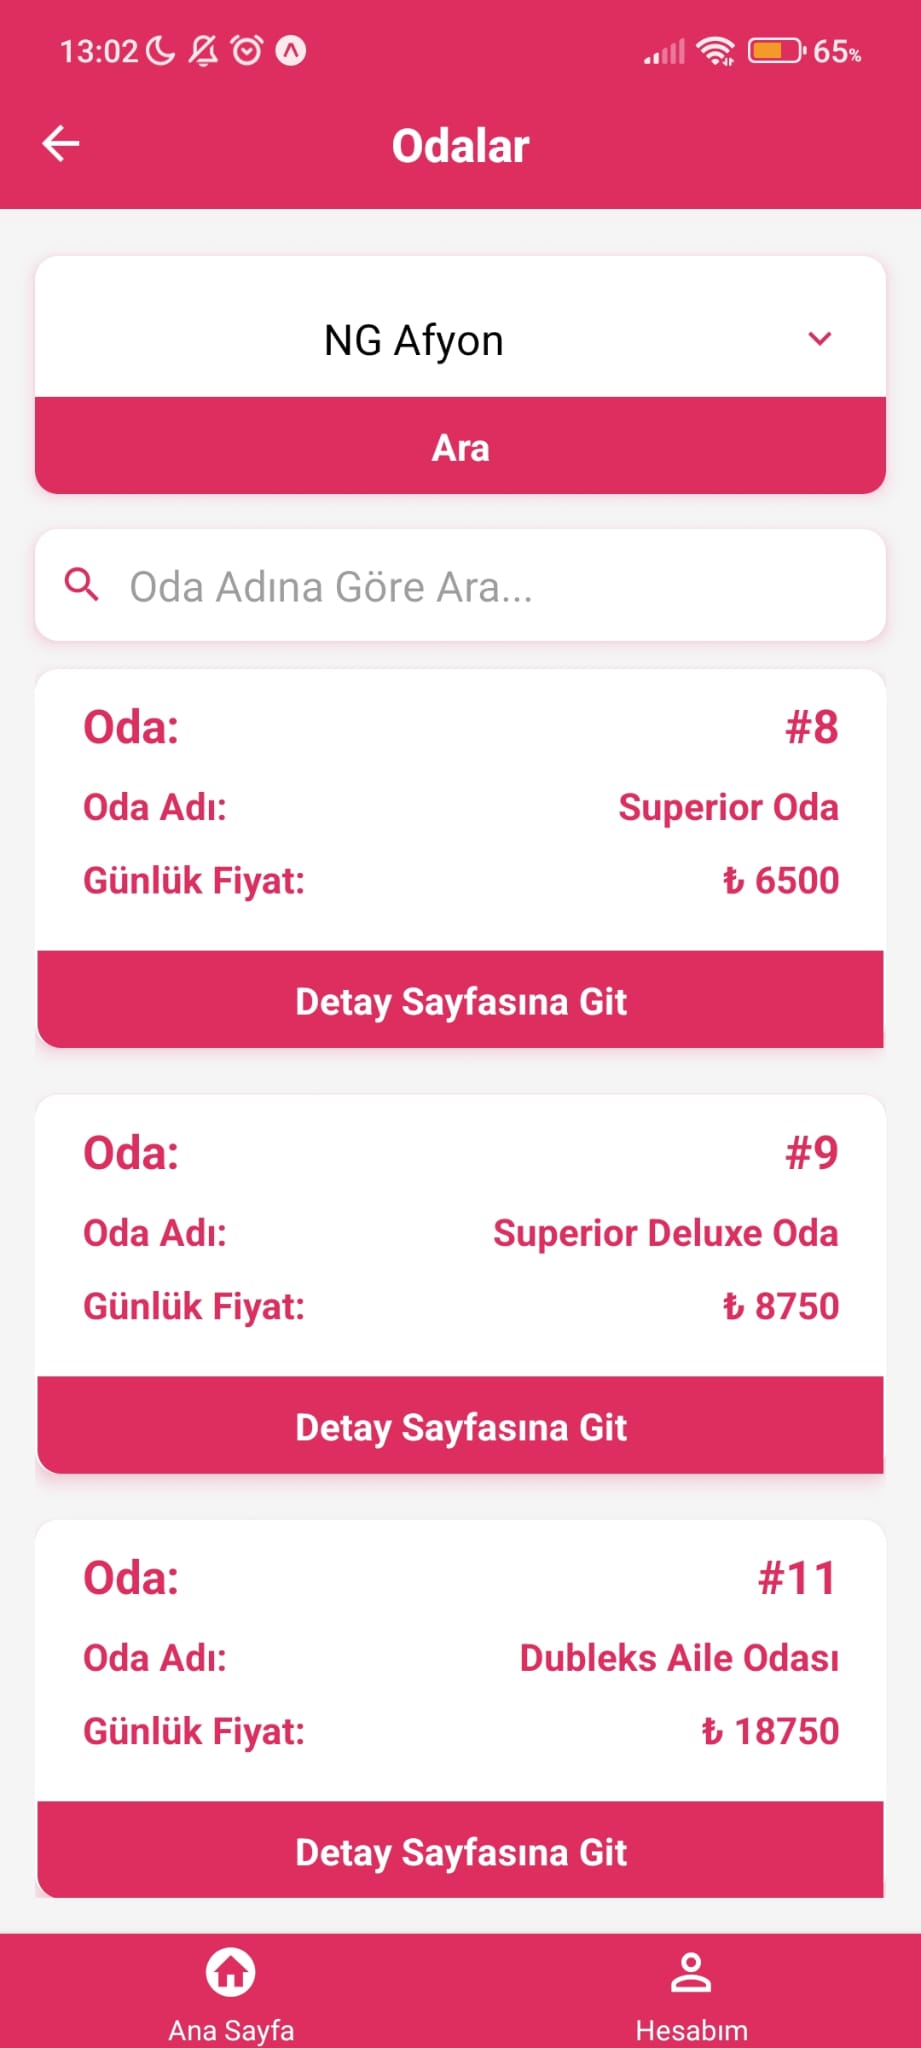 13:02 65%
Odalar
NG Afyon
Ara
Oda Adına Göre Ara...
Oda: #8
Oda Adı: Superior Oda
Günlük Fiyat: ₺ 6500
Detay Sayfasına Git
Oda: #9
Oda Adı: Superior Deluxe Oda
Günlük Fiyat: ₺ 8750
Detay Sayfasına Git
Oda: #11
Oda Adı: Dubleks Aile Odası
Günlük Fiyat: ₺ 18750
Detay Sayfasına Git
Ana Sayfa Hesabım